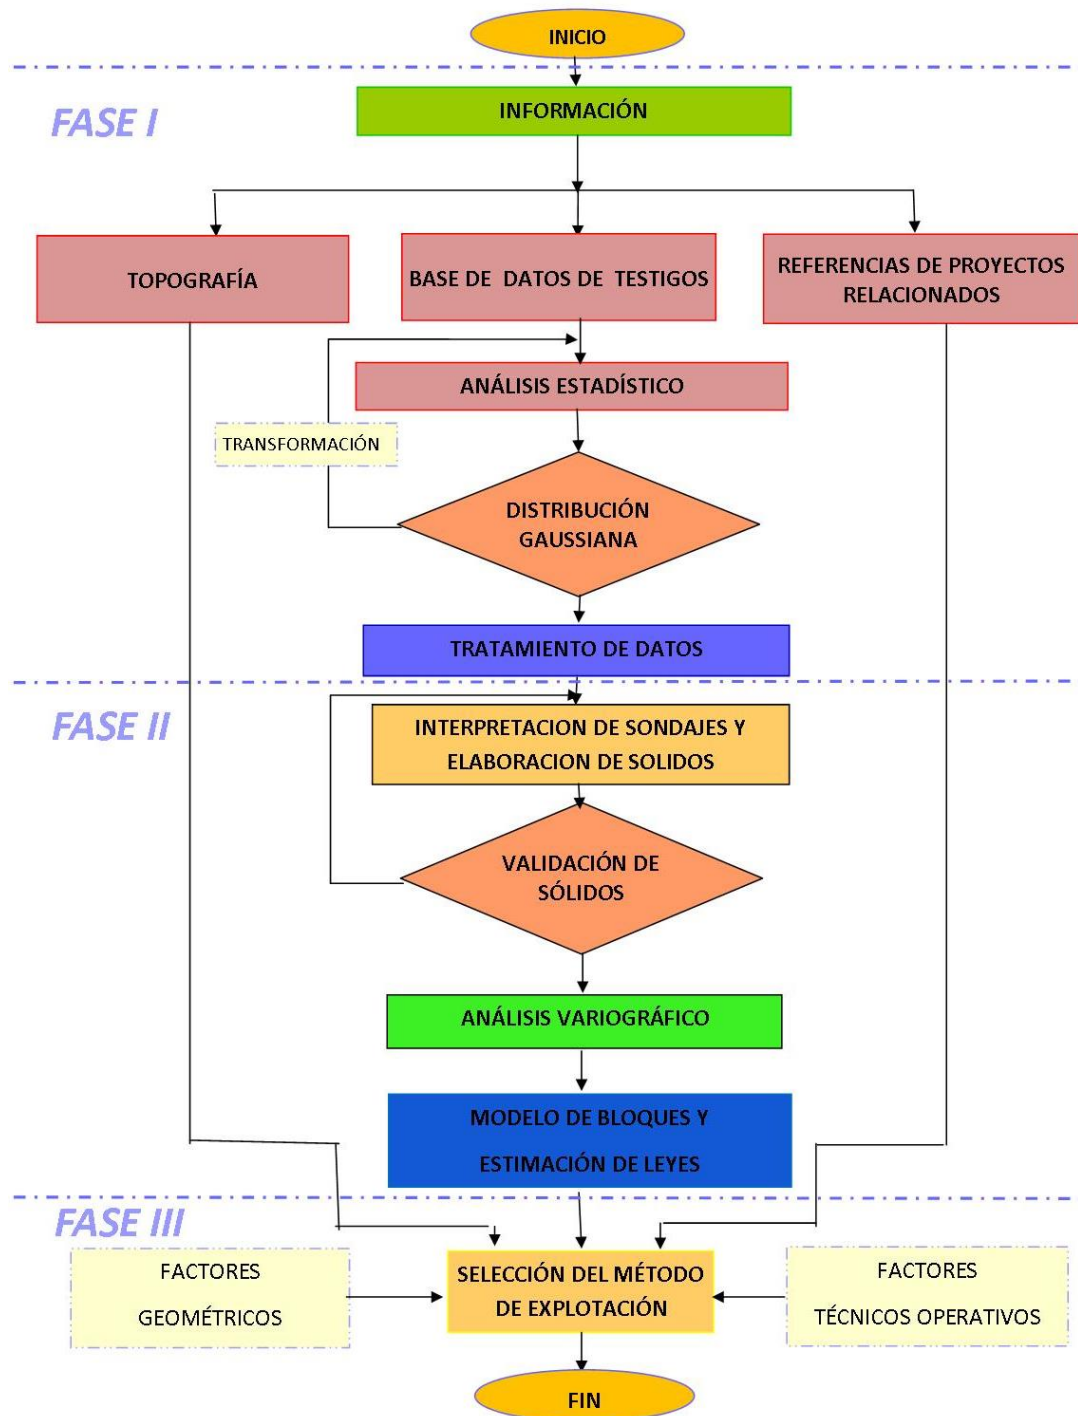 INICIO
FASE I
INFORMACIÓN
TOPOGRAFÍA
BASE DE DATOS DE TESTIGOS
REFERENCIAS DE PROYECTOS
RELACIONADOS
ANÁLISIS ESTADÍSTICO
TRANSFORMACIÓN
DISTRIBUCIÓN
GAUSSIANA
TRATAMIENTO DE DATOS
FASE II
INTERPRETACION DE SONDAJES Y
ELABORACION DE SOLIDOS
VALIDACIÓN DE
SÓLIDOS
ANÁLISIS VARIOGRÁFICO
MODELO DE BLOQUES Y
ESTIMACIÓN DE LEYES
FASE III
FACTORES
GEOMÉTRICOS
SELECCIÓN DEL MÉTODO
DE EXPLOTACIÓN
FACTORES
TÉCNICOS OPERATIVOS
FIN